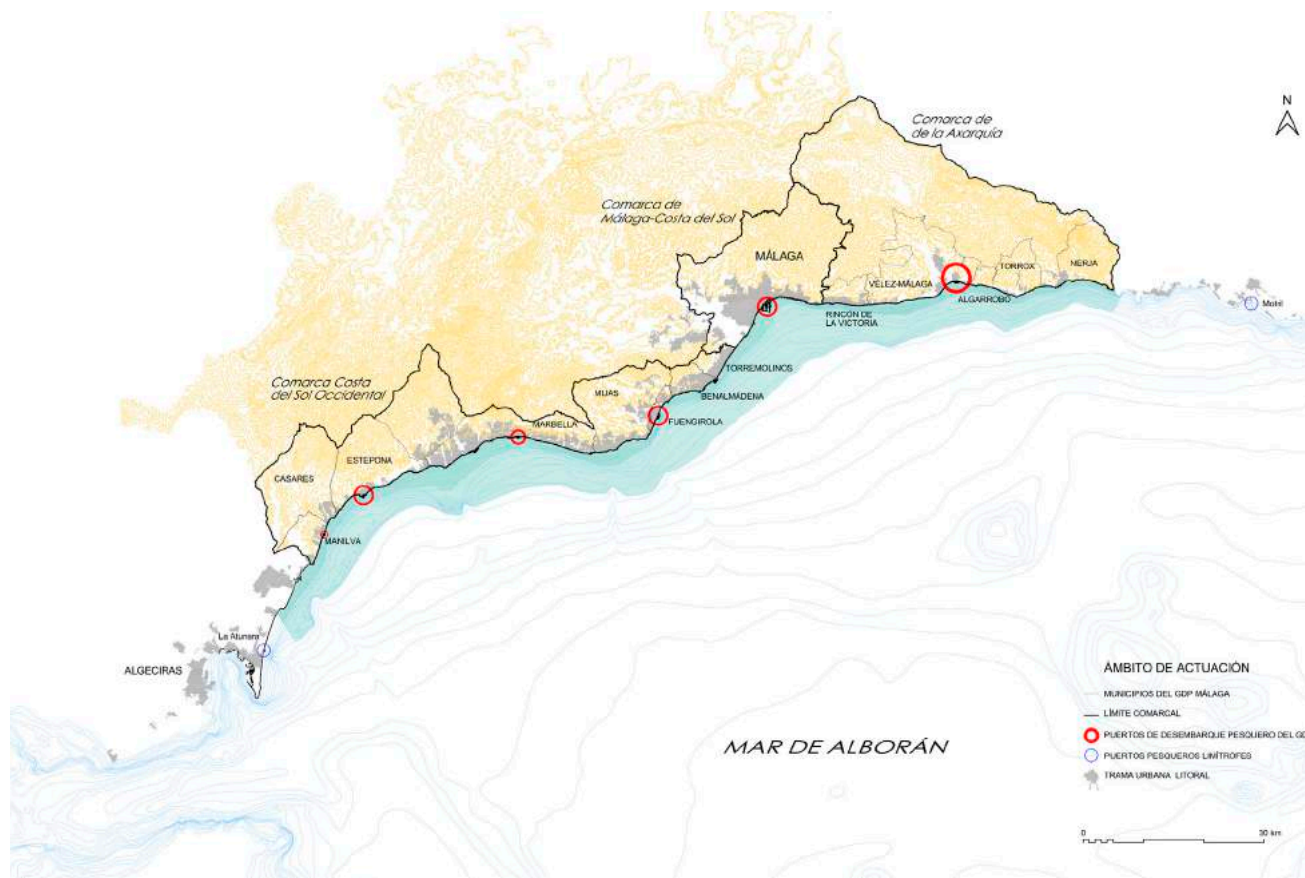 N
Comarca de
de la Axarquía
Comarca de
Málaga-Costa del Sol
MÁLAGA
TORROX
NERJA
VÉLEZ-MÁLAGA
ALGARROBO
Motril
RINCÓN DE
LA VICTORIA
Comarca Costa
del Sol Occidental
TORREMOLINOS
MIJAS
BENALMÁDENA
MARBELLA
FUENGIROLA
ESTEPONA
CASARES
MANILVA
La Atunara
ALGECIRAS
MAR DE ALBORÁN
ÁMBITO DE ACTUACIÓN
MUNICIPIOS DEL GDP MÁLAGA
LÍMITE COMARCAL
PUERTOS DE DESEMBARQUE PESQUERO DEL GD
PUERTOS PESQUEROS LIMÍTROFES
TRAMA URBANA LITORAL
0 30 km